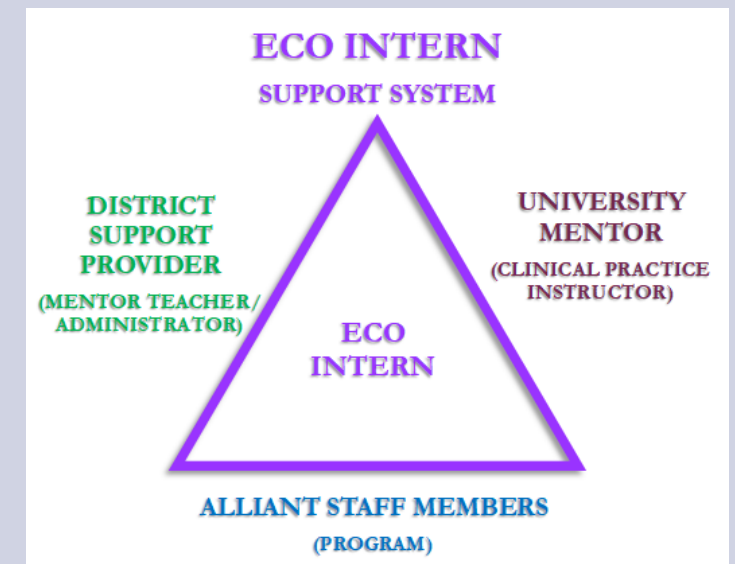 ECO INTERN
SUPPORT SYSTEM
DISTRICT
SUPPORT
PROVIDER
(MENTOR TEACHER/
ADMINISTRATOR)
UNIVERSITY
MENTOR
(CLINICAL PRACTICE
INSTRUCTOR)
ECO
INTERN
ALLIANT STAFF MEMBERS
(PROGRAM)